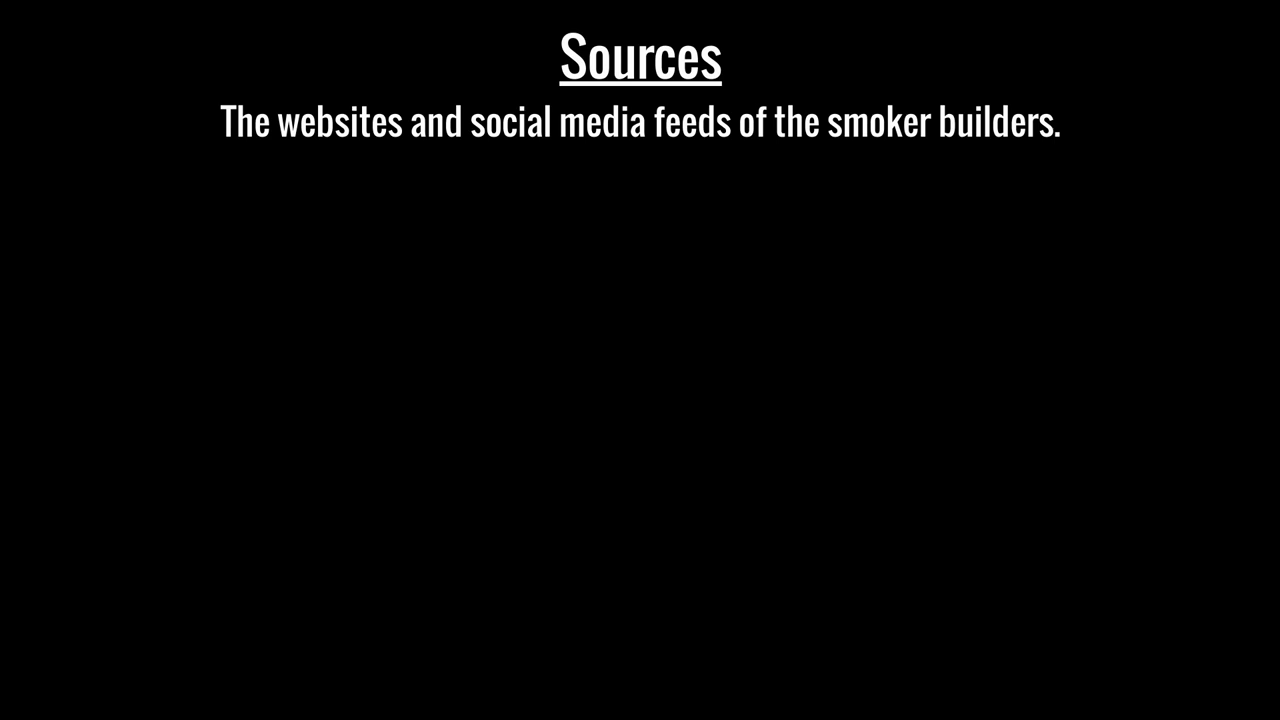 Sources
The websites and social media feeds of the smoker builders.